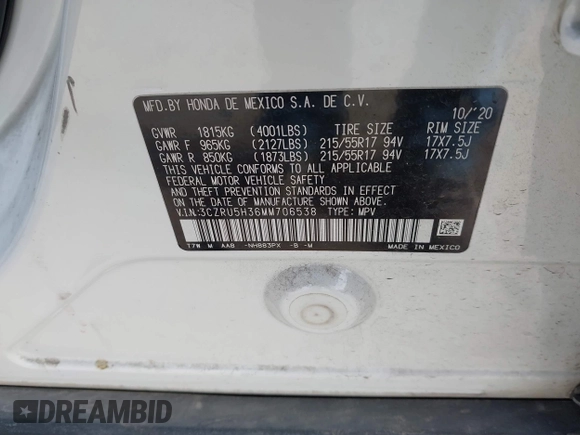 MFD.BY HONDA DE MEXICO S.A. DE C.V.
10/'20
GVWR 1815KG (4001LBS) TIRE SIZE RIM SIZE
GAWR F 965KG (2127LBS) 215/55R17 94V 17X7.5J
GAWR R 850KG (1873LBS) 215/55R17 94V 17X7.5J
THIS VEHICLE CONFORMS TO ALL APPLICABLE
FEDERAL MOTOR VEHICLE SAFETY
AND THEFT PREVENTION STANDARDS IN EFFECT
ON THE DATE OF MANUFACTURE SHOWN ABOVE.
V.I.N:3CZRU5H36MM706538 TYPE: MPV
T7W M AAB -NH883PX -B -M MADE IN MEXICO
DREAMBID